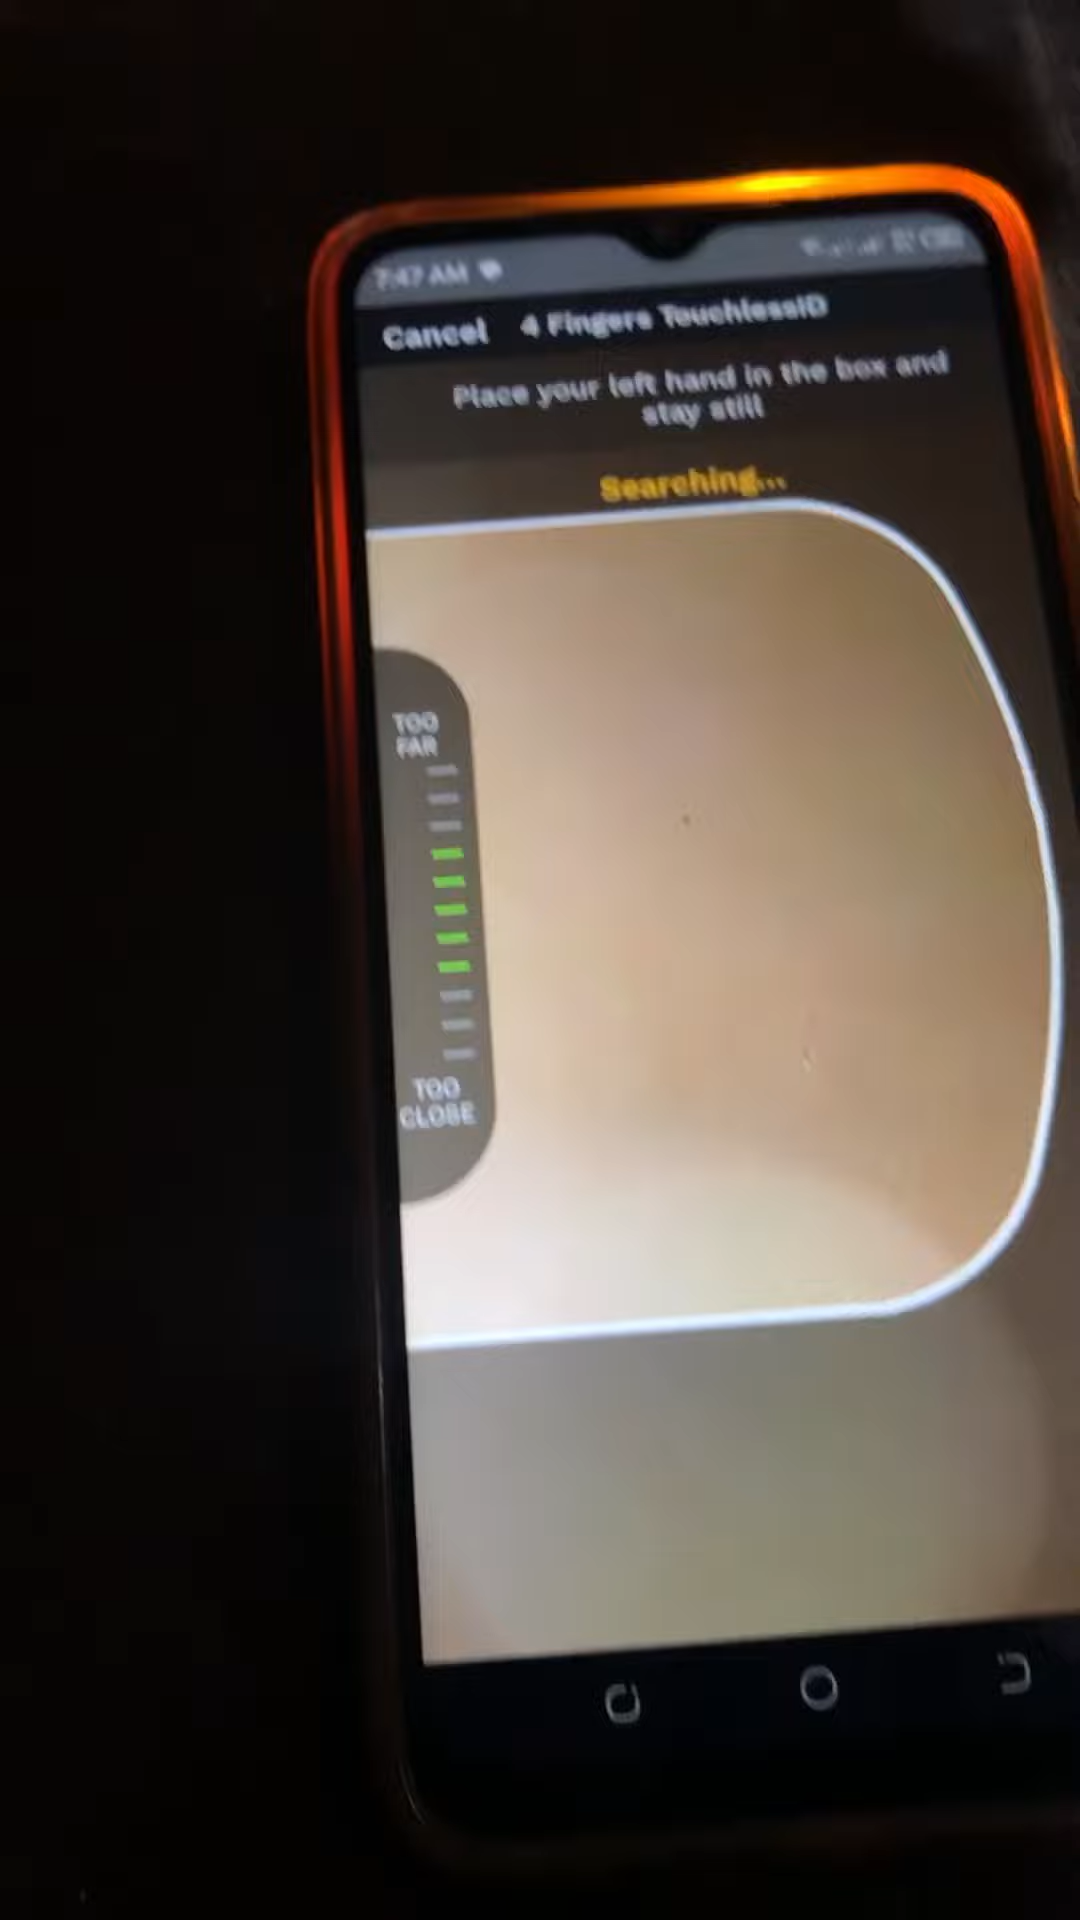 7:47 AM
Cancel 4 Fingers TouchlessID
Place your left hand in the box and
stay still
Searching...
TOO
FAR
TOO
CLOSE